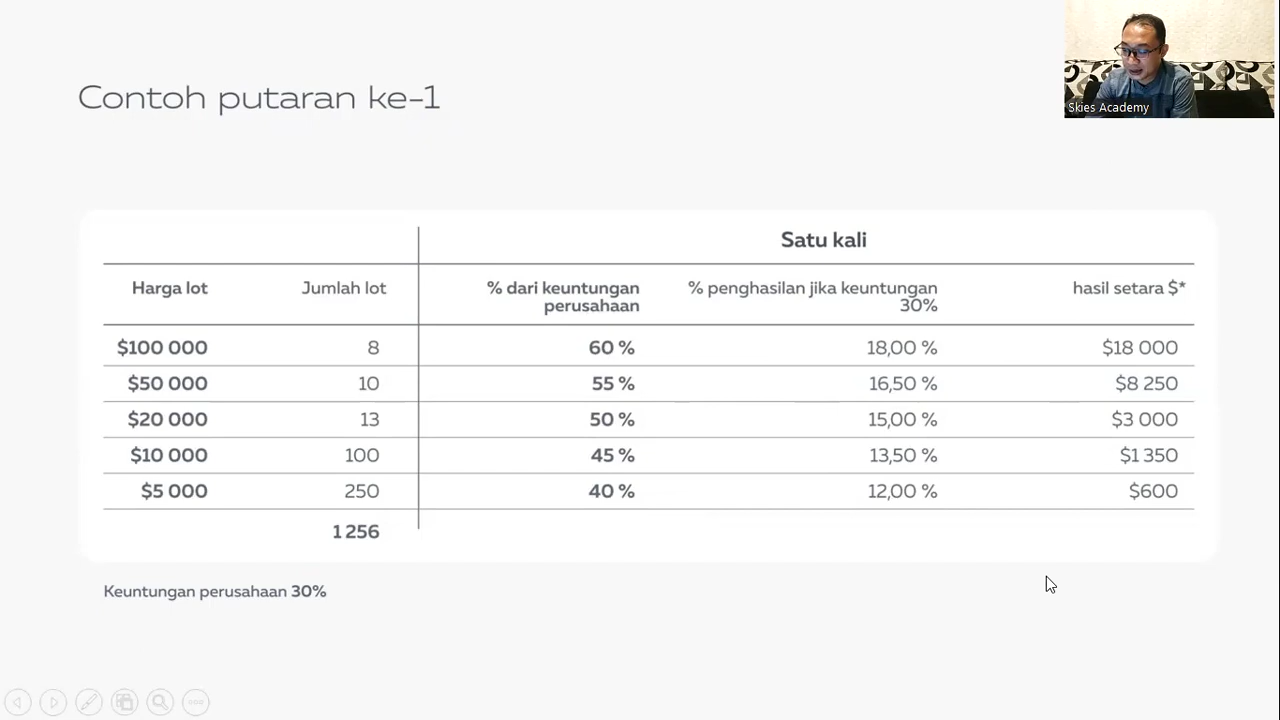 Contoh putaran ke-1
Skies Academy
Satu kali
Harga lot Jumlah lot % dari keuntungan perusahaan % penghasilan jika keuntungan 30% hasil setara $*
$100 000 8 60 % 18,00 % $18 000
$50 000 10 55 % 16,50 % $8 250
$20 000 13 50 % 15,00 % $3 000
$10 000 100 45 % 13,50 % $1 350
$5 000 250 40 % 12,00 % $600
1 256
Keuntungan perusahaan 30%